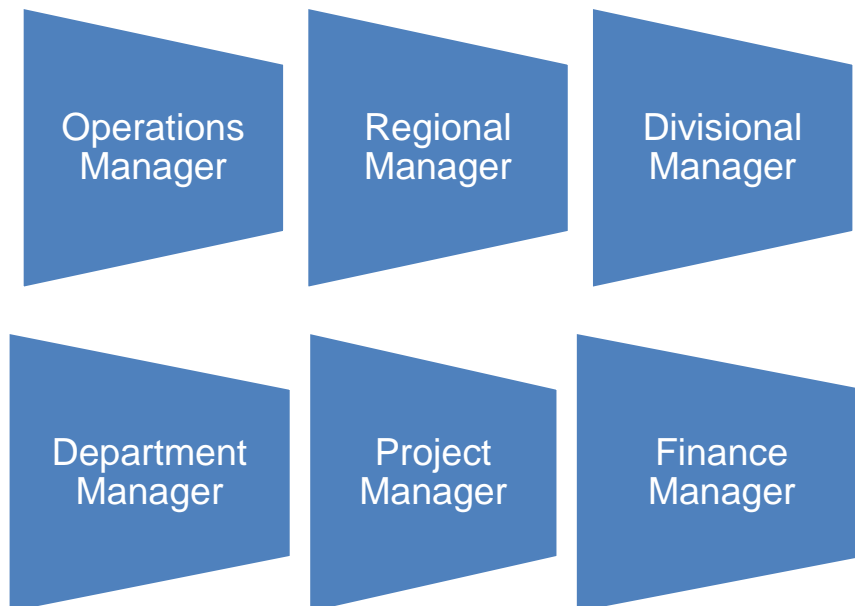 Operations
Manager
Regional
Manager
Divisional
Manager
Department
Manager
Project
Manager
Finance
Manager